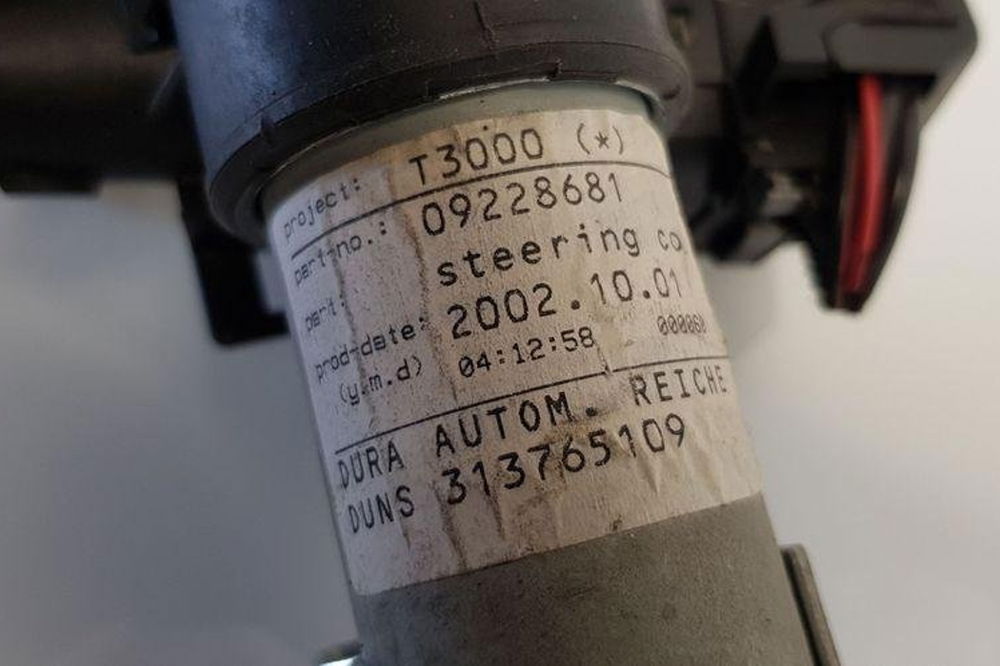 project: T3000 (*)
part-no.: 09228681
part: steering co
prod-date: 2002.10.01
(y.m.d) 04:12:58 000060
DURA AUTOM. REICHE
DUNS 313765109